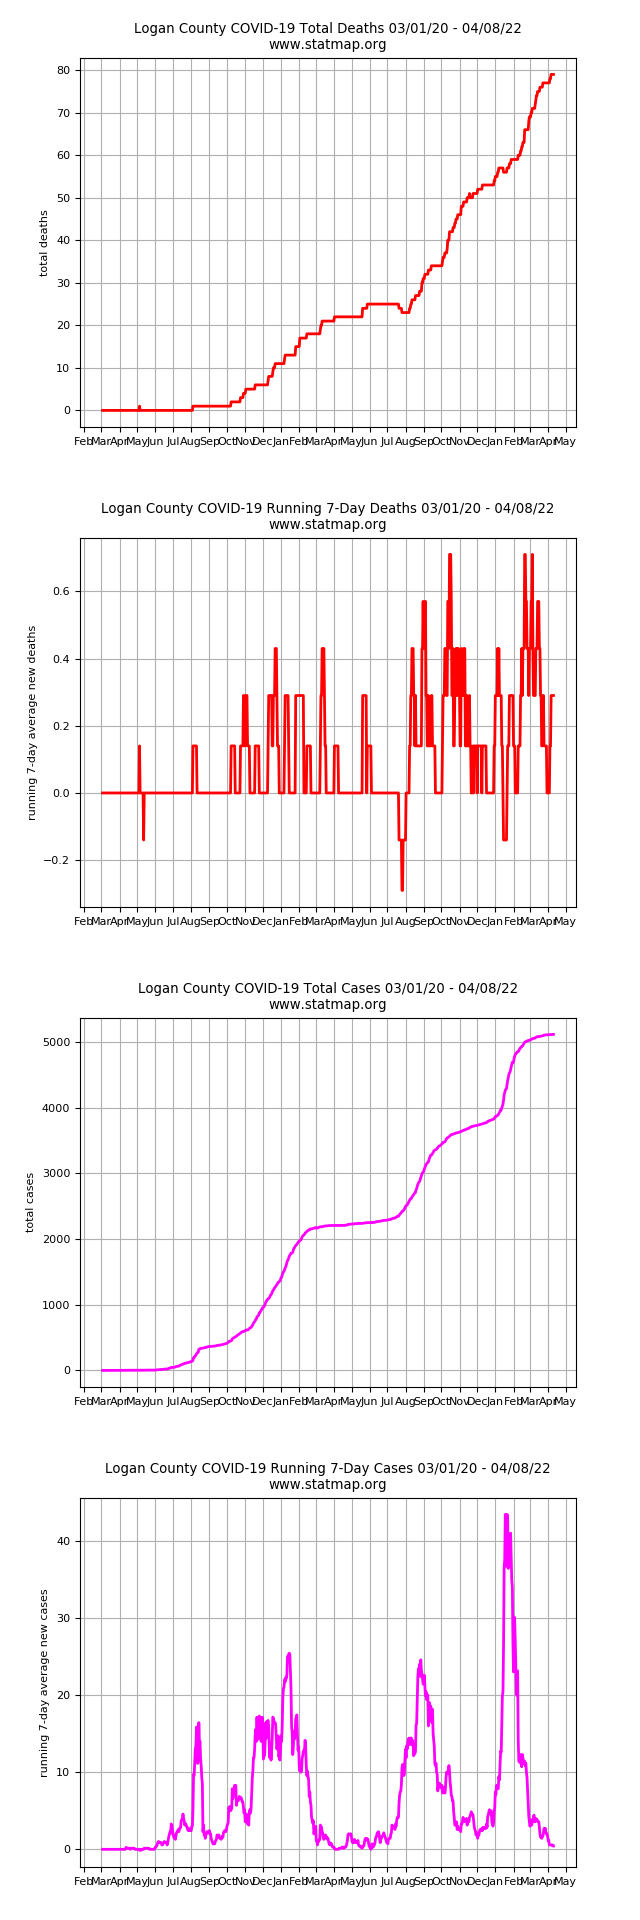 Logan County COVID-19 Total Deaths 03/01/20 - 04/08/22
www.statmap.org
80
70
60
50
40
30
20
10
0
total deaths
Feb Mar Apr May Jun Jul Aug Sep Oct Nov Dec Jan Feb Mar Apr May Jun Jul Aug Sep Oct Nov Dec Jan Feb Mar Apr May
Logan County COVID-19 Running 7-Day Deaths 03/01/20 - 04/08/22
www.statmap.org
0.6
0.4
0.2
0.0
−0.2
running 7-day average new deaths
Feb Mar Apr May Jun Jul Aug Sep Oct Nov Dec Jan Feb Mar Apr May Jun Jul Aug Sep Oct Nov Dec Jan Feb Mar Apr May
Logan County COVID-19 Total Cases 03/01/20 - 04/08/22
www.statmap.org
5000
4000
3000
2000
1000
0
total cases
Feb Mar Apr May Jun Jul Aug Sep Oct Nov Dec Jan Feb Mar Apr May Jun Jul Aug Sep Oct Nov Dec Jan Feb Mar Apr May
Logan County COVID-19 Running 7-Day Cases 03/01/20 - 04/08/22
www.statmap.org
40
30
20
10
0
running 7-day average new cases
Feb Mar Apr May Jun Jul Aug Sep Oct Nov Dec Jan Feb Mar Apr May Jun Jul Aug Sep Oct Nov Dec Jan Feb Mar Apr May